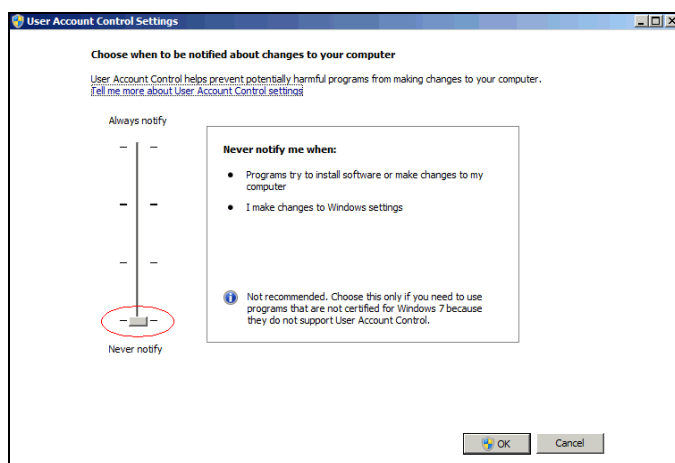 User Account Control Settings
Choose when to be notified about changes to your computer
User Account Control helps prevent potentially harmful programs from making changes to your computer.
Tell me more about User Account Control settings
Always notify
Never notify me when:
Programs try to install software or make changes to my
computer
I make changes to Windows settings
Not recommended. Choose this only if you need to use
programs that are not certified for Windows 7 because
they do not support User Account Control.
Never notify
OK
Cancel